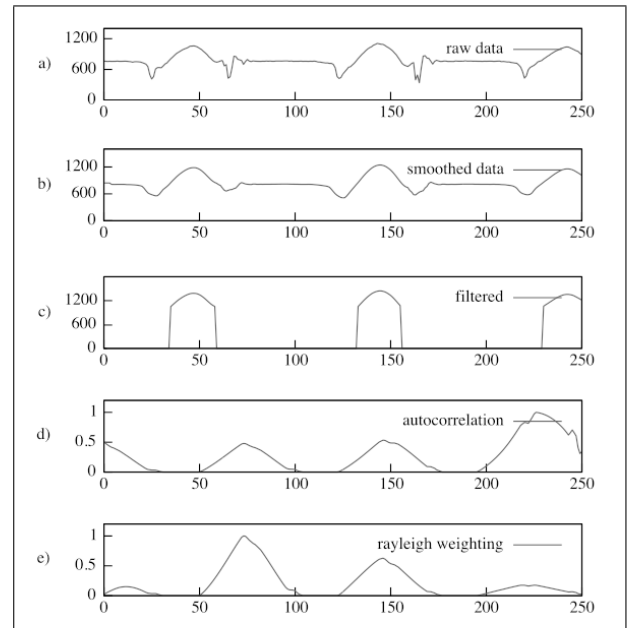 a)
1200
600
0
raw data
0 50 100 150 200 250
b)
1200
600
0
smoothed data
0 50 100 150 200 250
c)
1200
600
0
filtered
0 50 100 150 200 250
d)
1
0.5
0
autocorrelation
0 50 100 150 200 250
e)
1
0.5
0
rayleigh weighting
0 50 100 150 200 250